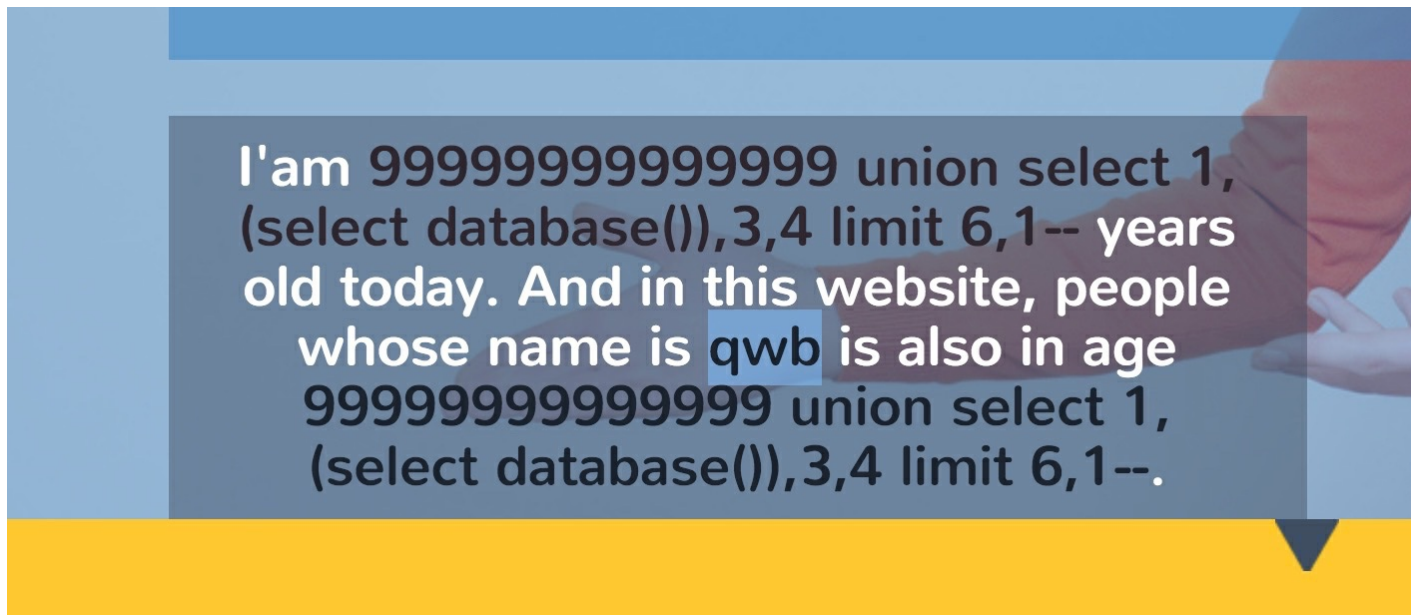 I'am 99999999999999 union select 1,
(select database()),3,4 limit 6,1-- years
old today. And in this website, people
whose name is qwb is also in age
99999999999999 union select 1,
(select database()),3,4 limit 6,1--.